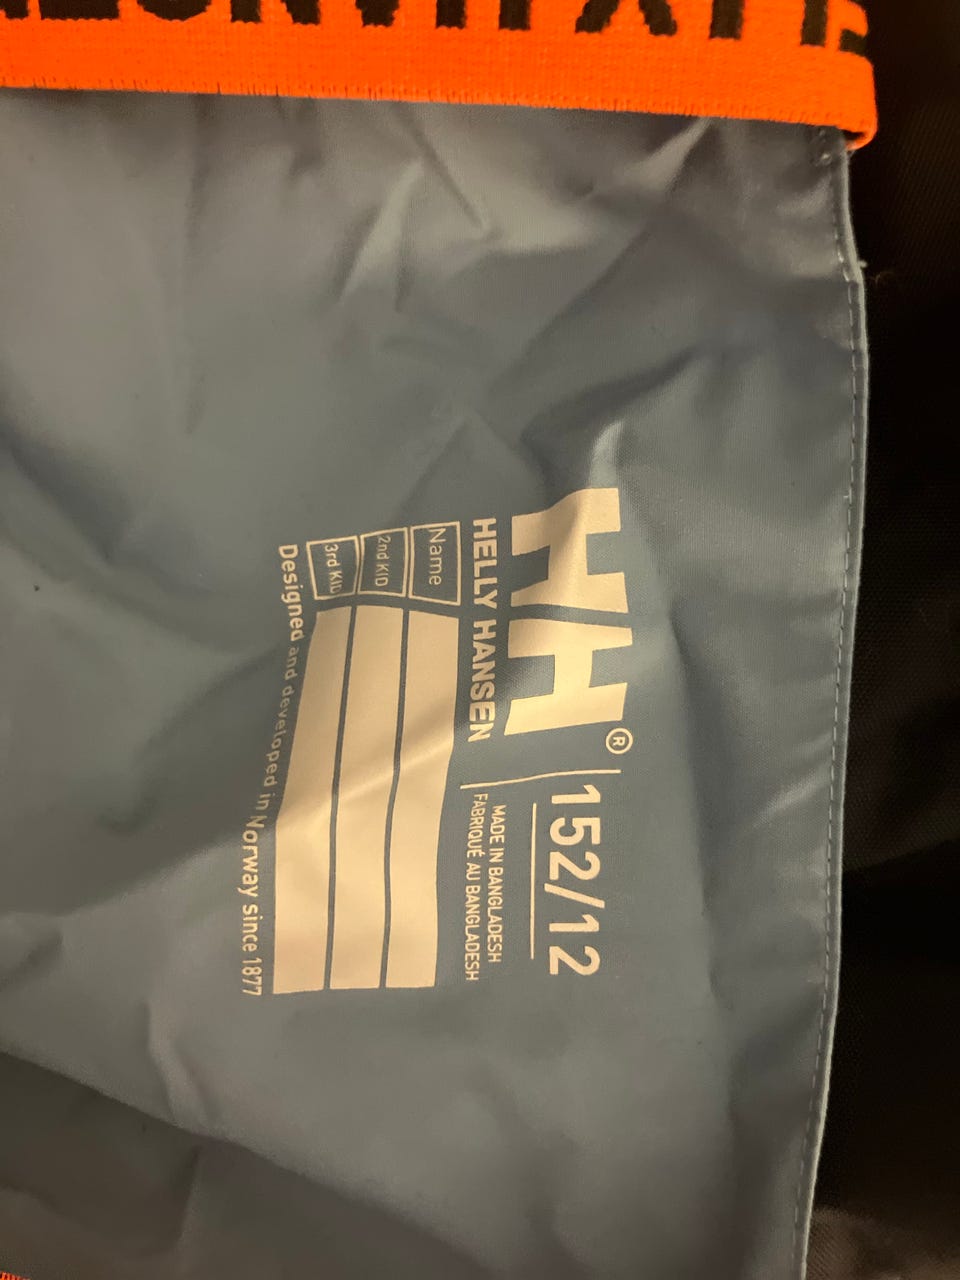 HH®
HELLY HANSEN
152/12
MADE IN BANGLADESH
FABRIQUÉ AU BANGLADESH
Name
2nd KID
3rd KID
Designed and developed in Norway since 1877